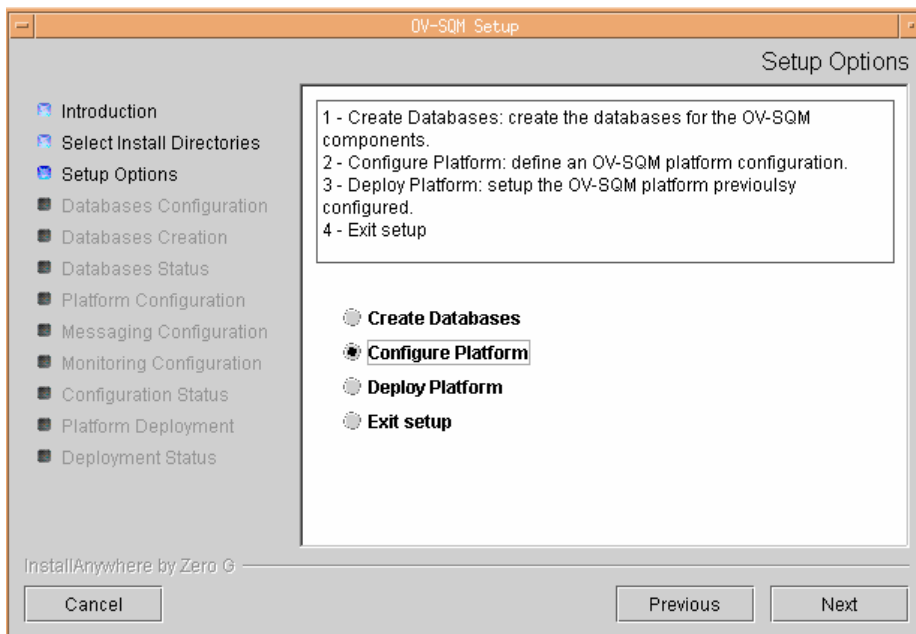 OV-SQM Setup
Setup Options
Introduction
Select Install Directories
Setup Options
Databases Configuration
Databases Creation
Databases Status
Platform Configuration
Messaging Configuration
Monitoring Configuration
Configuration Status
Platform Deployment
Deployment Status
1 - Create Databases: create the databases for the OV-SQM
components.
2 - Configure Platform: define an OV-SQM platform configuration.
3 - Deploy Platform: setup the OV-SQM platform previoulsy
configured.
4 - Exit setup
Create Databases
Configure Platform
Deploy Platform
Exit setup
InstallAnywhere by Zero G
Cancel
Previous
Next